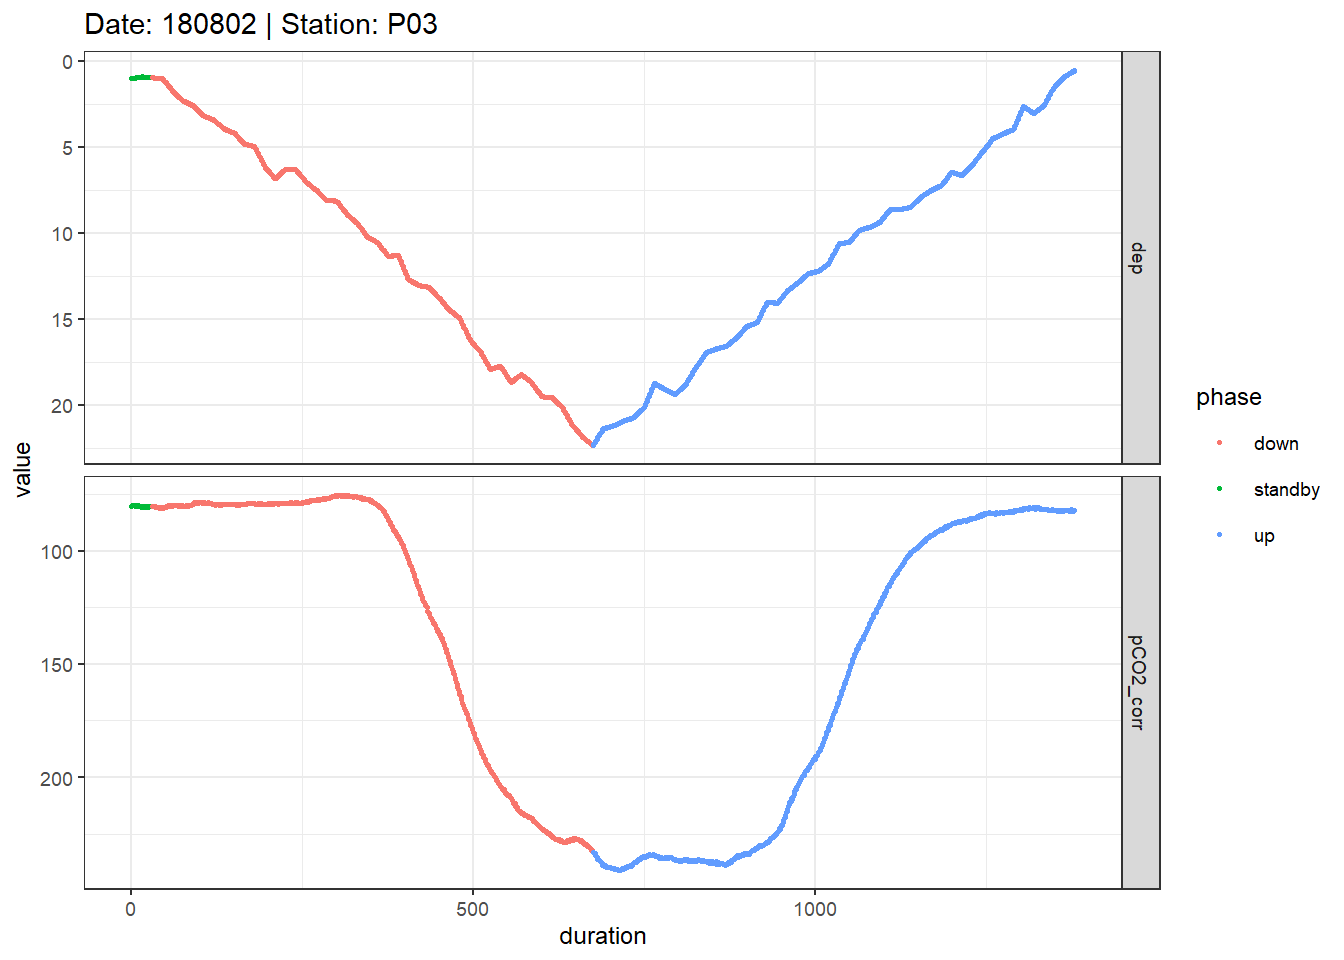 Date: 180802 | Station: P03
0
5
10
15
20
dep
value
100
150
200
pCO2_corr
0
500
1000
duration
phase
down
standby
up